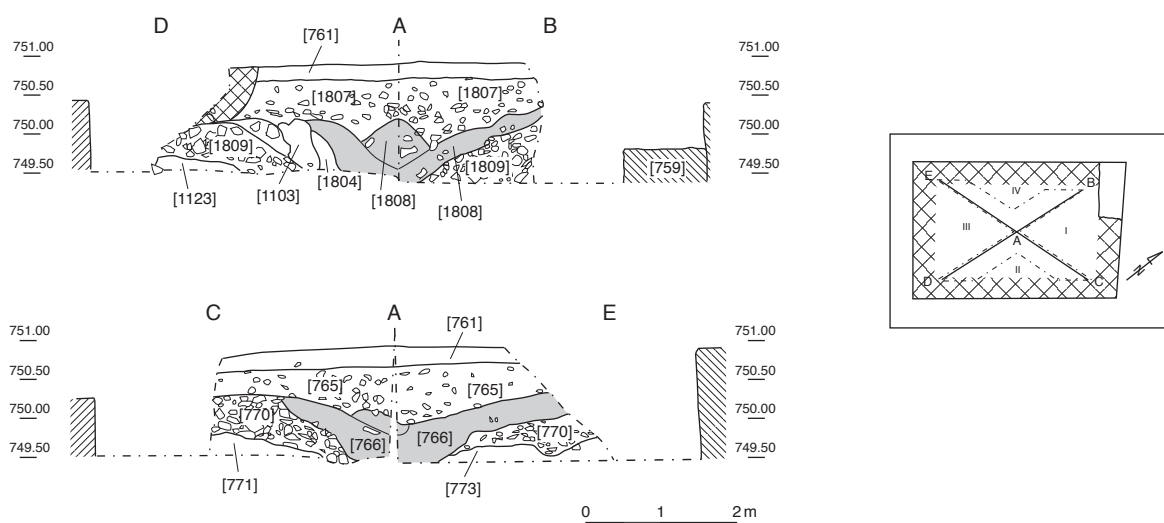 D A B
[761]
751.00 751.00
750.50 750.50
[1807] [1807]
750.00 750.00
[1809] [1809] [759]
749.50 749.50
[1804]
[1123] [1103] [1808] [1808]
E B
IV
III I
A
II
D C
N
C A E
[761]
751.00 751.00
750.50 750.50
[765] [765]
750.00 750.00
[770] [766] [766] [770]
749.50 749.50
[771] [773]
0 1 2 m